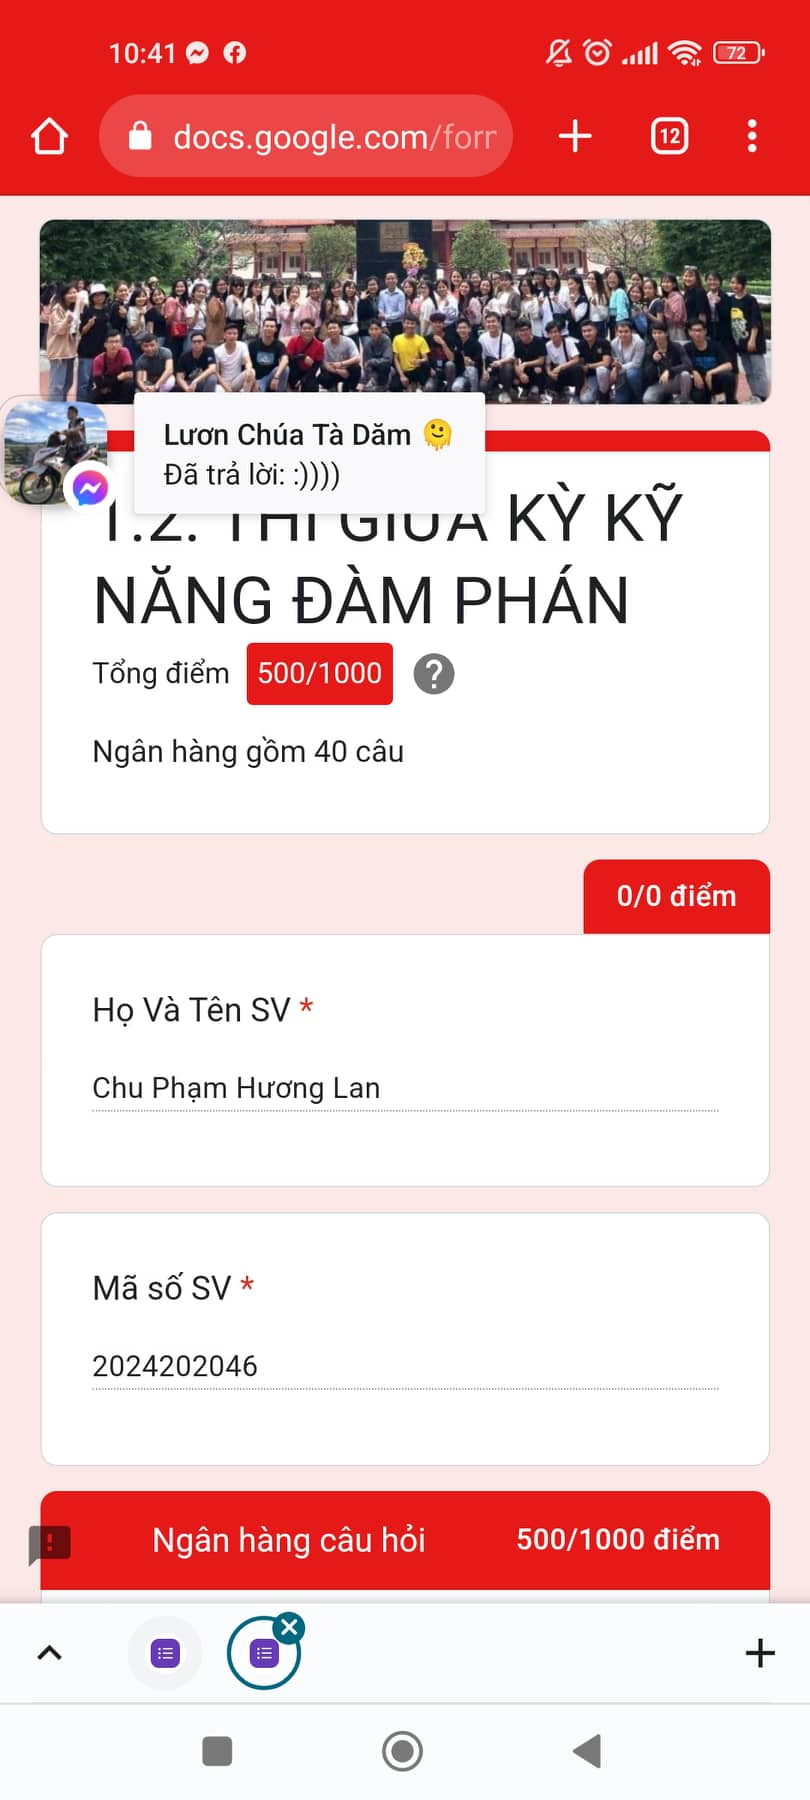 10:41
72
docs.google.com/forr
12
Lươn Chúa Tà Dăm 🫠
Đã trả lời: :))))
1.2. THI GIỮA KỲ KỸ
NĂNG ĐÀM PHÁN
Tổng điểm 500/1000 ?
Ngân hàng gồm 40 câu
0/0 điểm
Họ Và Tên SV *
Chu Phạm Hương Lan
Mã số SV *
2024202046
Ngân hàng câu hỏi 500/1000 điểm